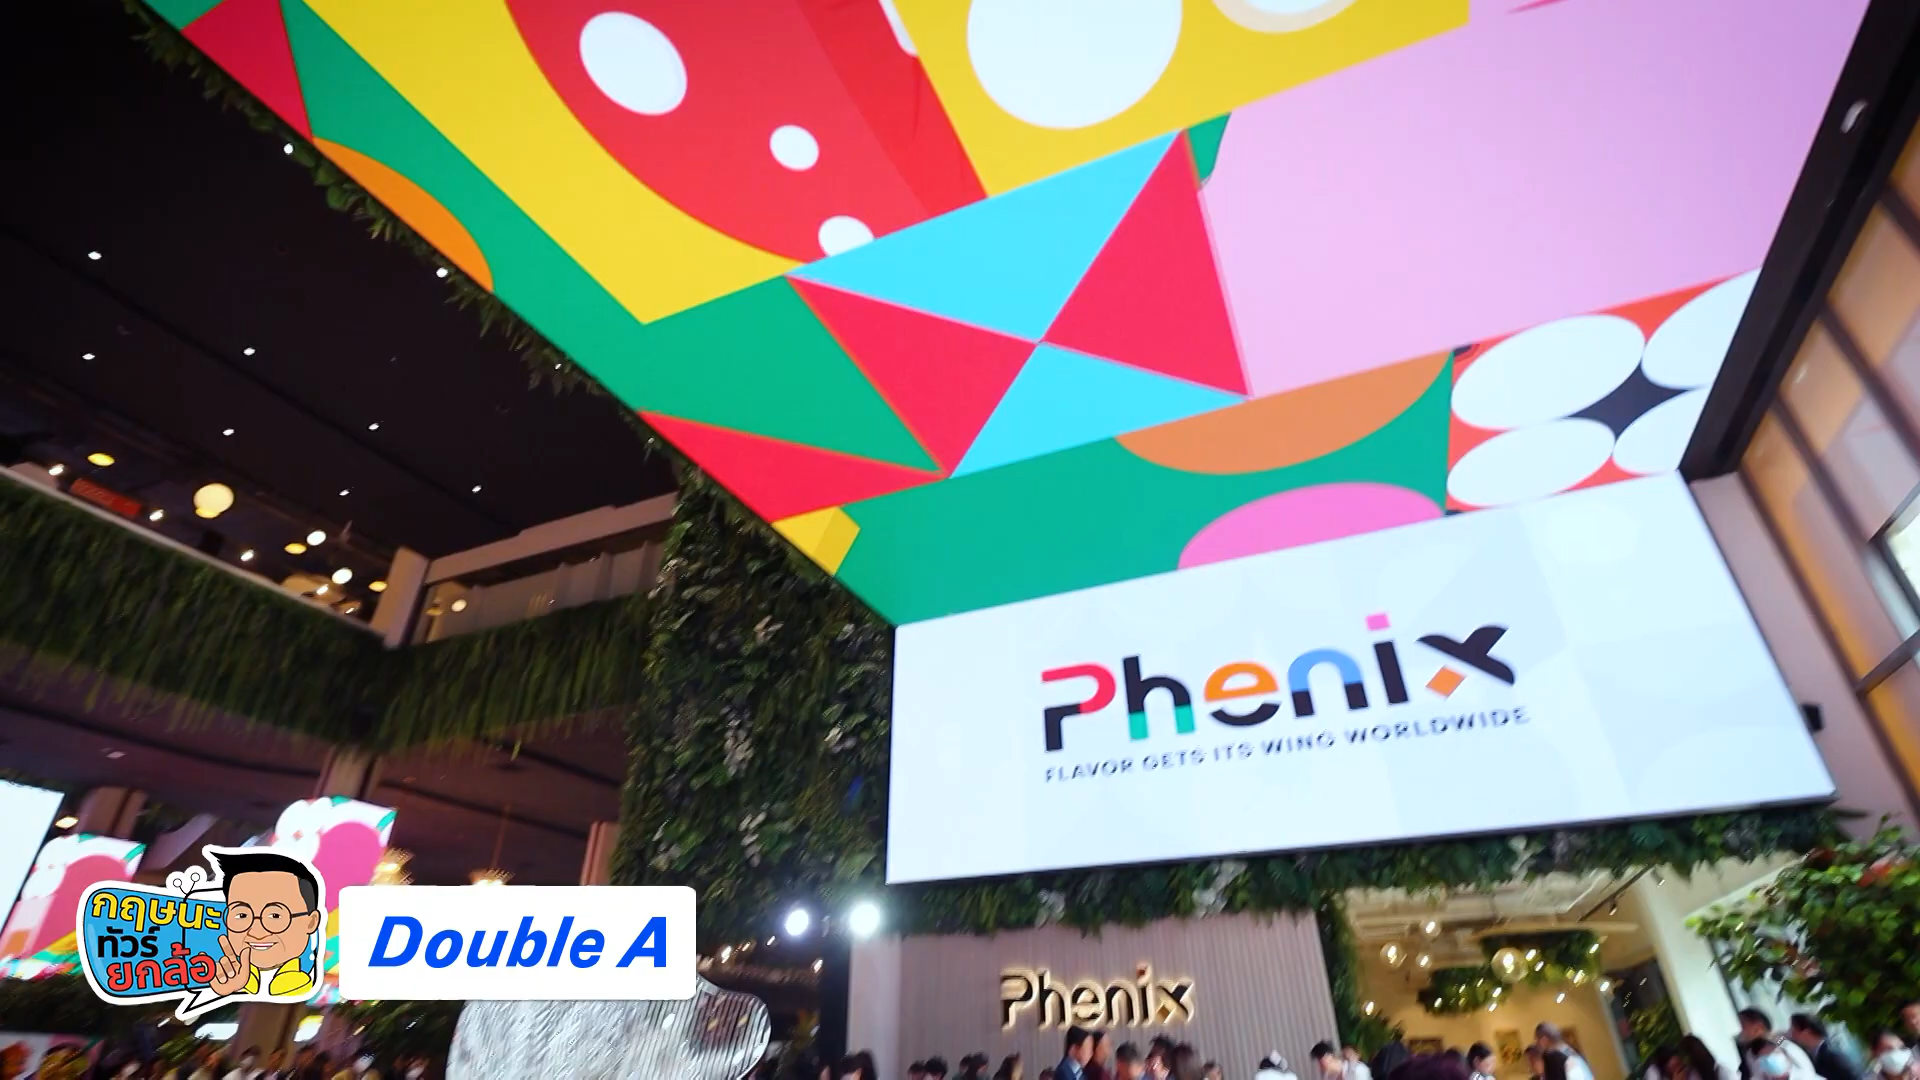 Phenix
FLAVOR GETS ITS WING WORLDWIDE
กฤษนะ
ทัวร์
ยกล้อ
Double A
Phenix